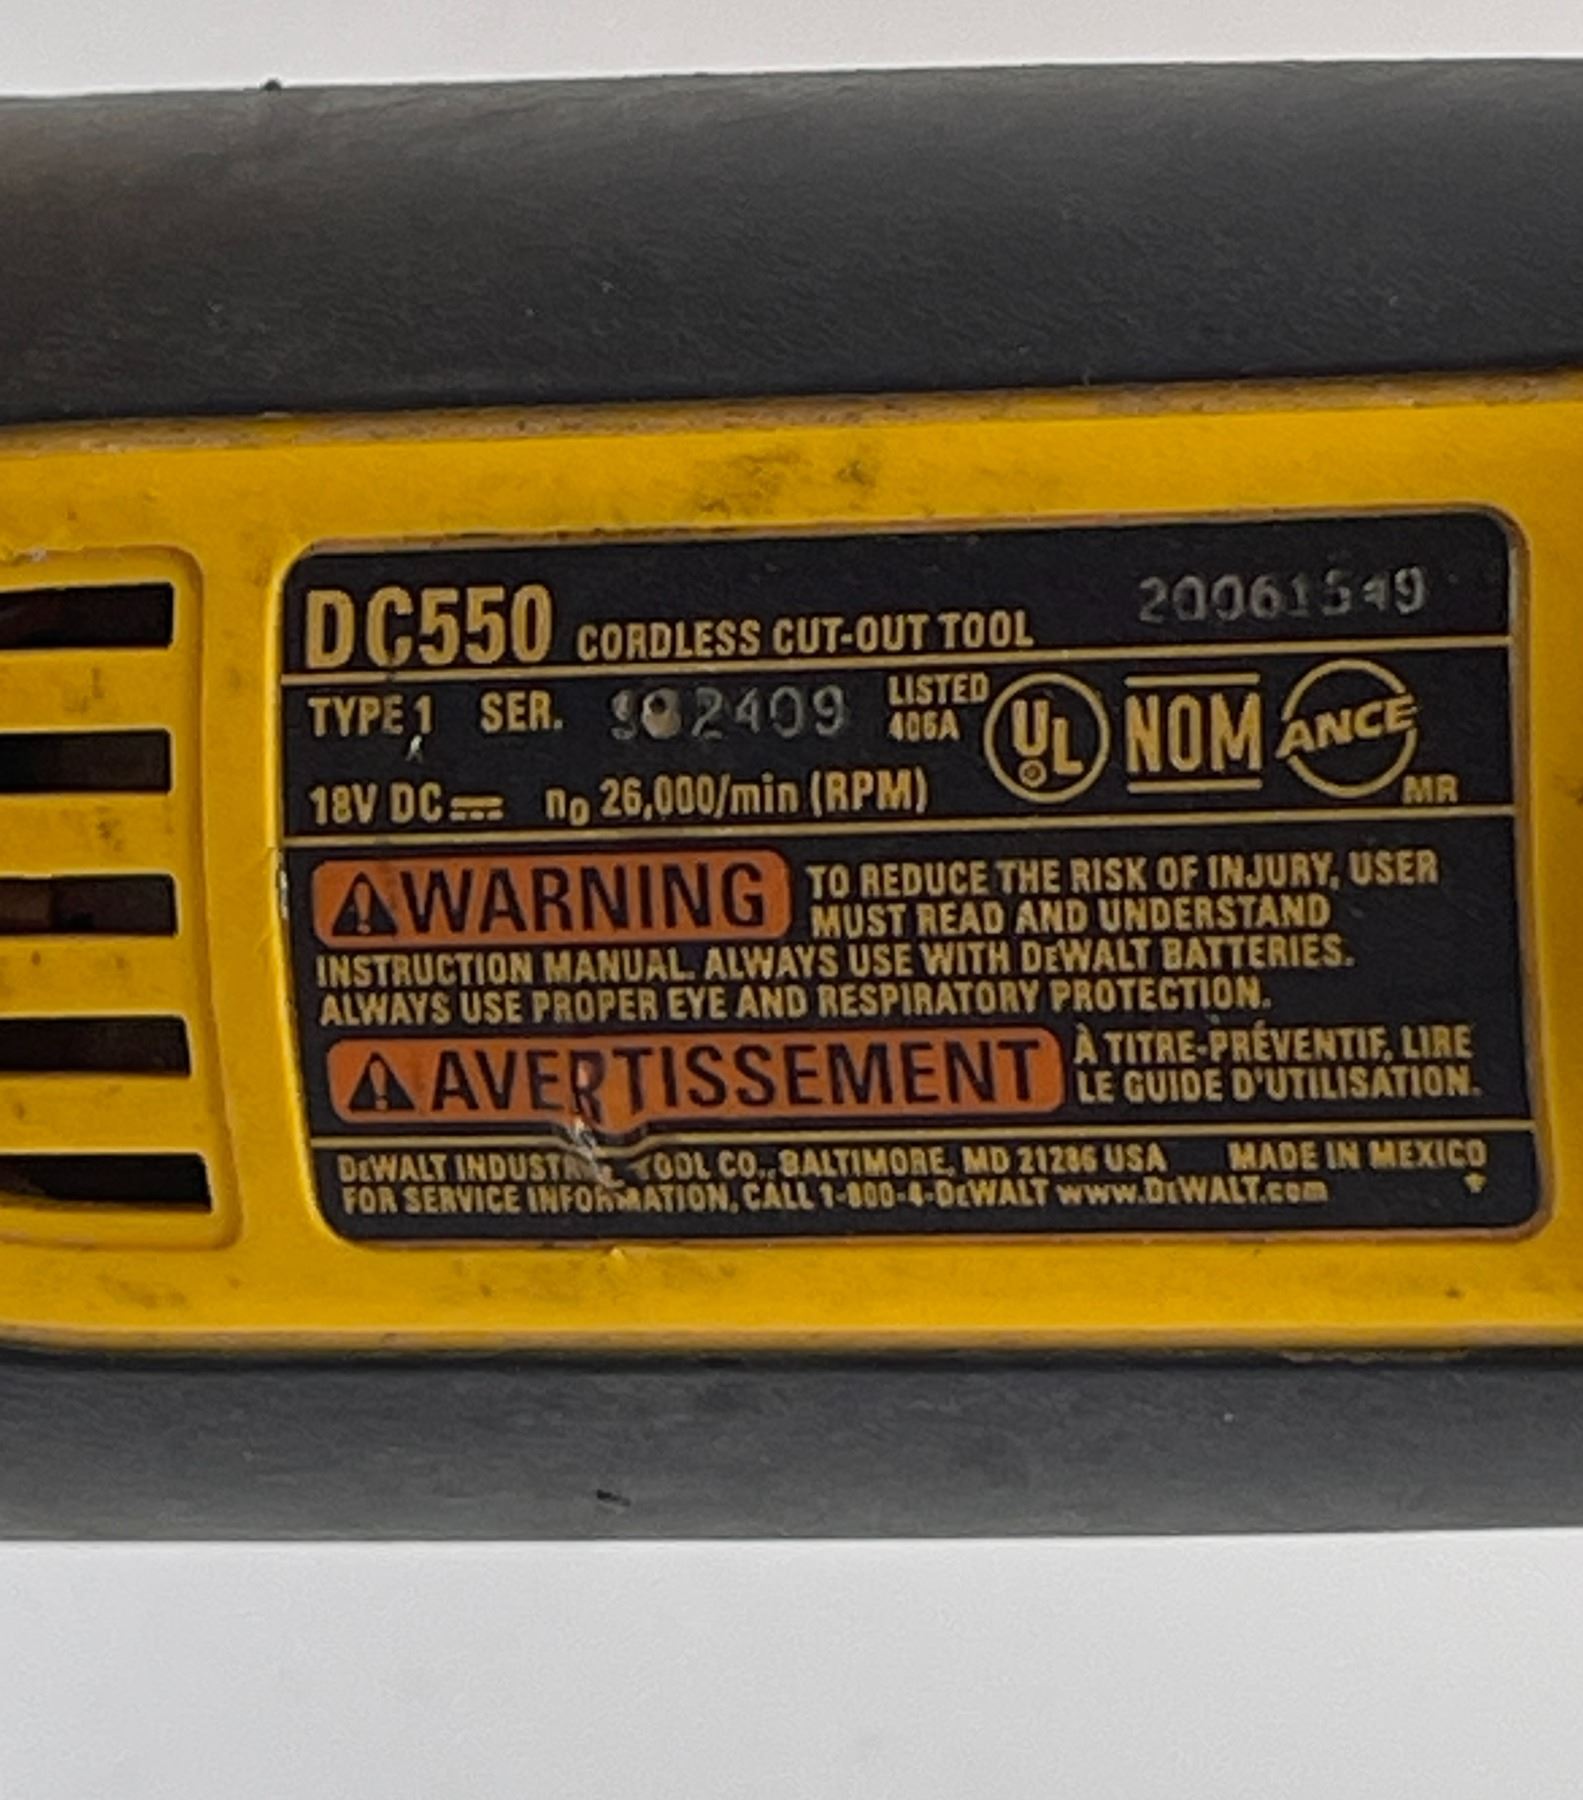 DC550 CORDLESS CUT-OUT TOOL
TYPE 1 SER. LISTED 406A UL NOM ANCE MR
18V DC n0 26,000/min (RPM)
WARNING TO REDUCE THE RISK OF INJURY, USER
MUST READ AND UNDERSTAND
INSTRUCTION MANUAL. ALWAYS USE WITH DEWALT BATTERIES.
ALWAYS USE PROPER EYE AND RESPIRATORY PROTECTION.
AVERTISSEMENT À TITRE-PRÉVENTIF, LIRE
LE GUIDE D'UTILISATION.
DEWALT INDUSTRIAL TOOL CO., BALTIMORE, MD 21286 USA MADE IN MEXICO
FOR SERVICE INFORMATION, CALL 1-800-4-DEWALT www.DEWALT.com